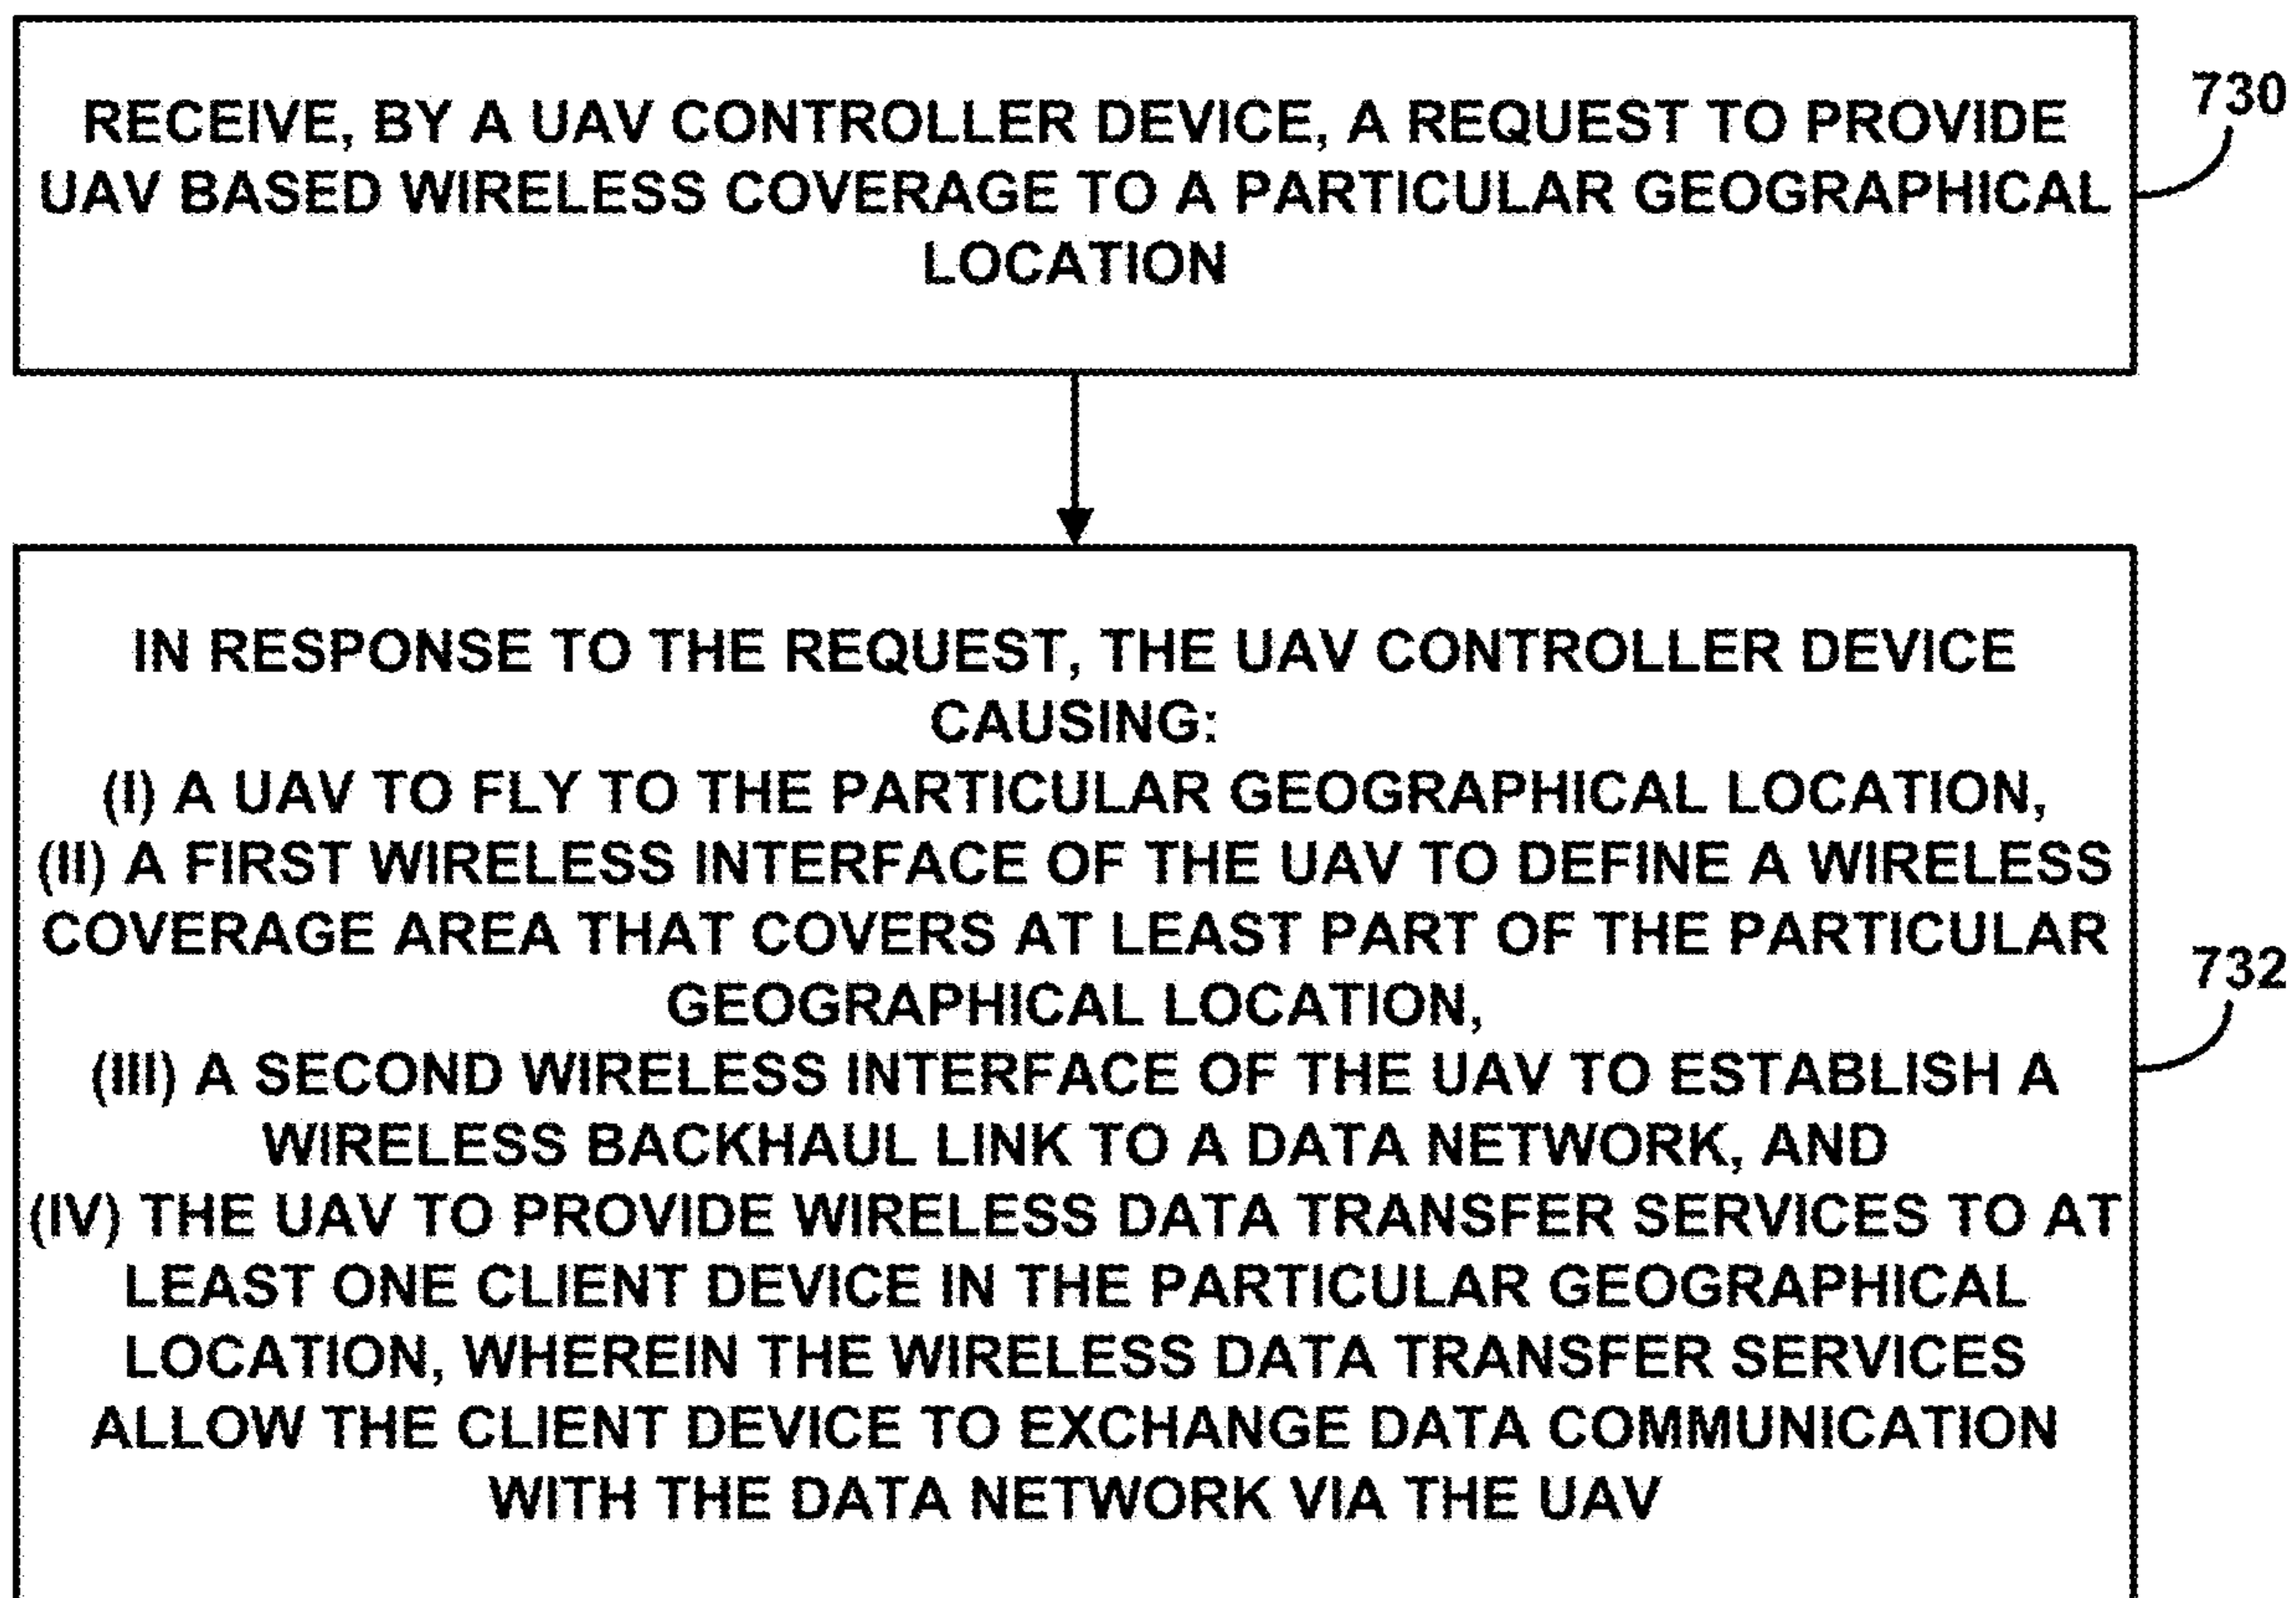 RECEIVE, BY A UAV CONTROLLER DEVICE, A REQUEST TO PROVIDE
UAV BASED WIRELESS COVERAGE TO A PARTICULAR GEOGRAPHICAL
LOCATION
730
IN RESPONSE TO THE REQUEST, THE UAV CONTROLLER DEVICE
CAUSING:
(I) A UAV TO FLY TO THE PARTICULAR GEOGRAPHICAL LOCATION,
(II) A FIRST WIRELESS INTERFACE OF THE UAV TO DEFINE A WIRELESS
COVERAGE AREA THAT COVERS AT LEAST PART OF THE PARTICULAR
GEOGRAPHICAL LOCATION,
(III) A SECOND WIRELESS INTERFACE OF THE UAV TO ESTABLISH A
WIRELESS BACKHAUL LINK TO A DATA NETWORK, AND
(IV) THE UAV TO PROVIDE WIRELESS DATA TRANSFER SERVICES TO AT
LEAST ONE CLIENT DEVICE IN THE PARTICULAR GEOGRAPHICAL
LOCATION, WHEREIN THE WIRELESS DATA TRANSFER SERVICES
ALLOW THE CLIENT DEVICE TO EXCHANGE DATA COMMUNICATION
WITH THE DATA NETWORK VIA THE UAV
732